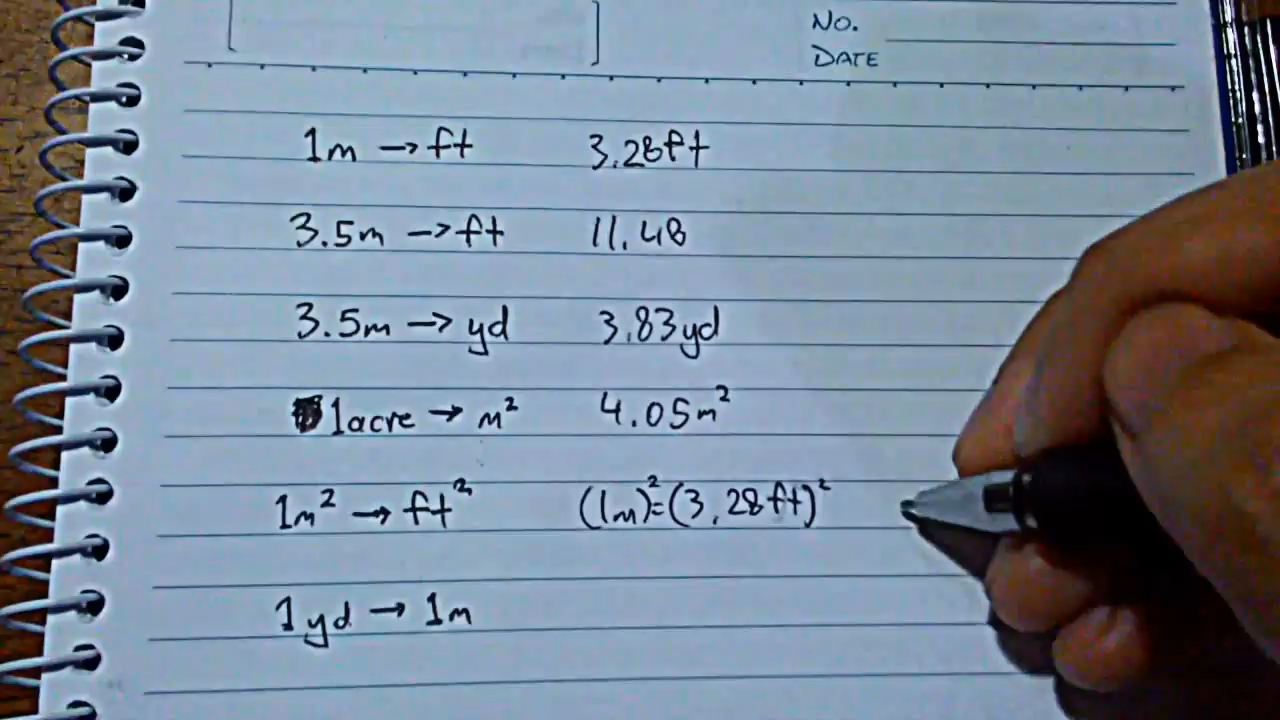 NO.
DATE
1m → ft 3.28ft
3.5m → ft 11.48
3.5m → yd 3.83yd
1acre → m² 4.05m²
1m² → ft² (1m)²=(3,28ft)²
1yd → 1m